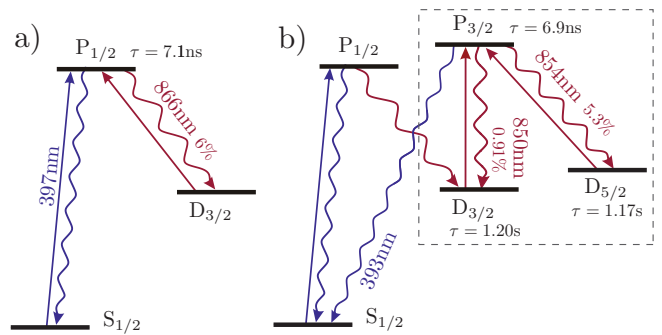 a)
P1/2 τ = 7.1ns
866nm 6%
397nm
D3/2
S1/2
b)
P1/2
P3/2 τ = 6.9ns
854nm 5.3%
850nm
0.91%
D5/2
τ = 1.17s
D3/2
τ = 1.20s
393nm
S1/2